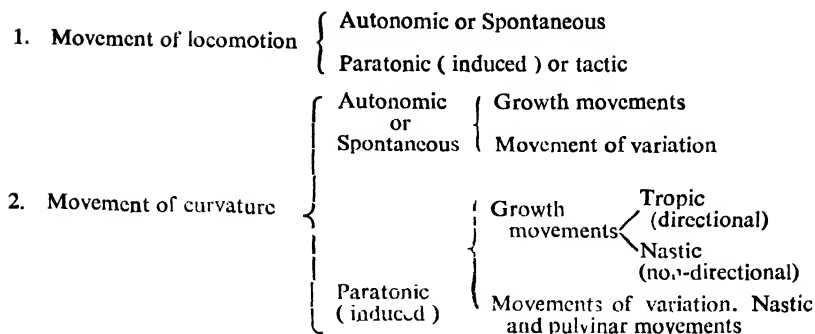 1. Movement of locomotion
Autonomic or Spontaneous
Paratonic ( induced ) or tactic
2. Movement of curvature
Autonomic
or
Spontaneous
Growth movements
Movement of variation
Paratonic
( induced )
Growth
movements
Tropic
(directional)
Nastic
(non-directional)
Movements of variation. Nastic
and pulvinar movements